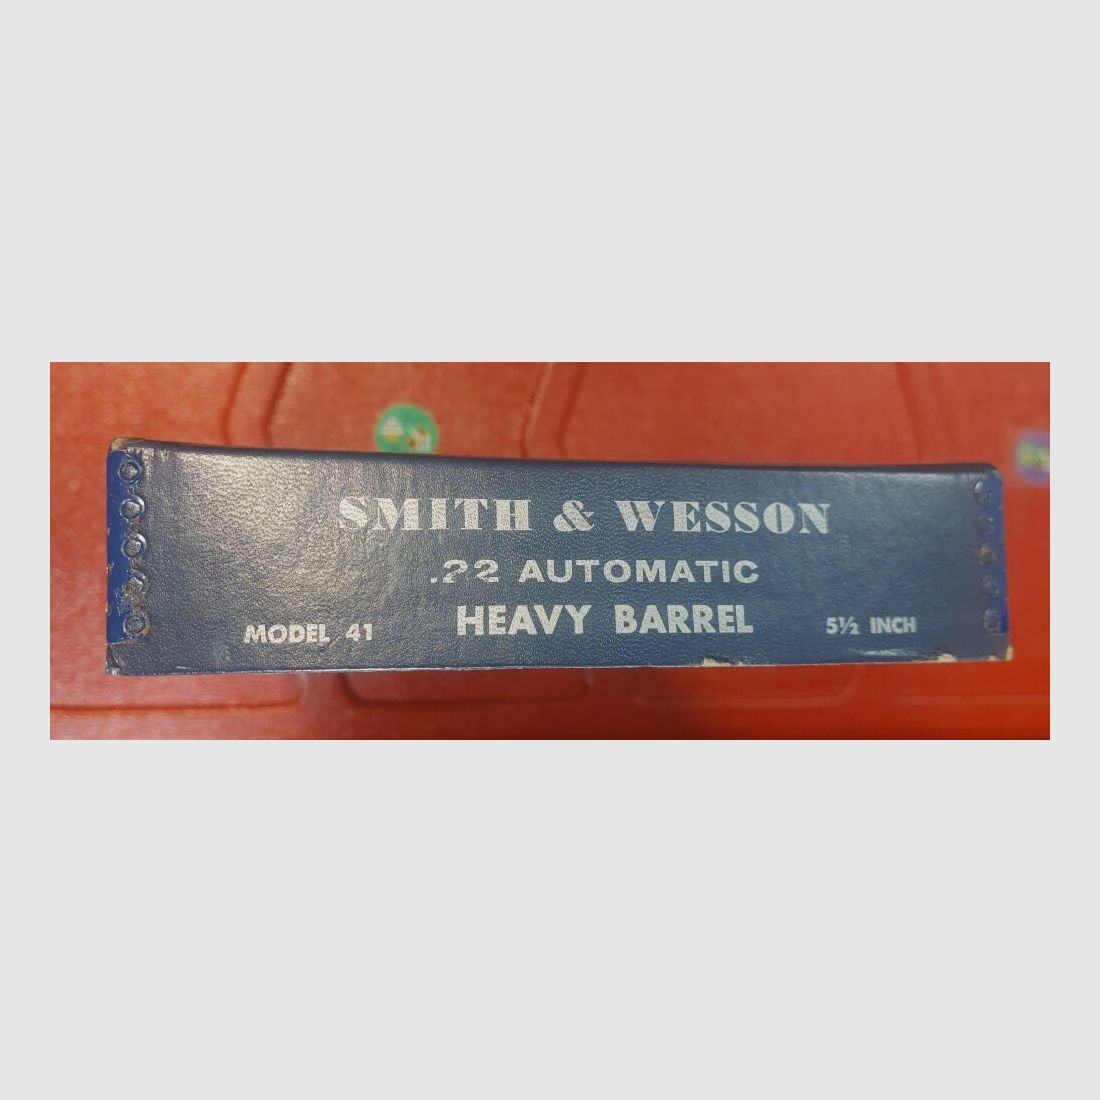 SMITH & WESSON
.22 AUTOMATIC
HEAVY BARREL
MODEL 41
5½ INCH